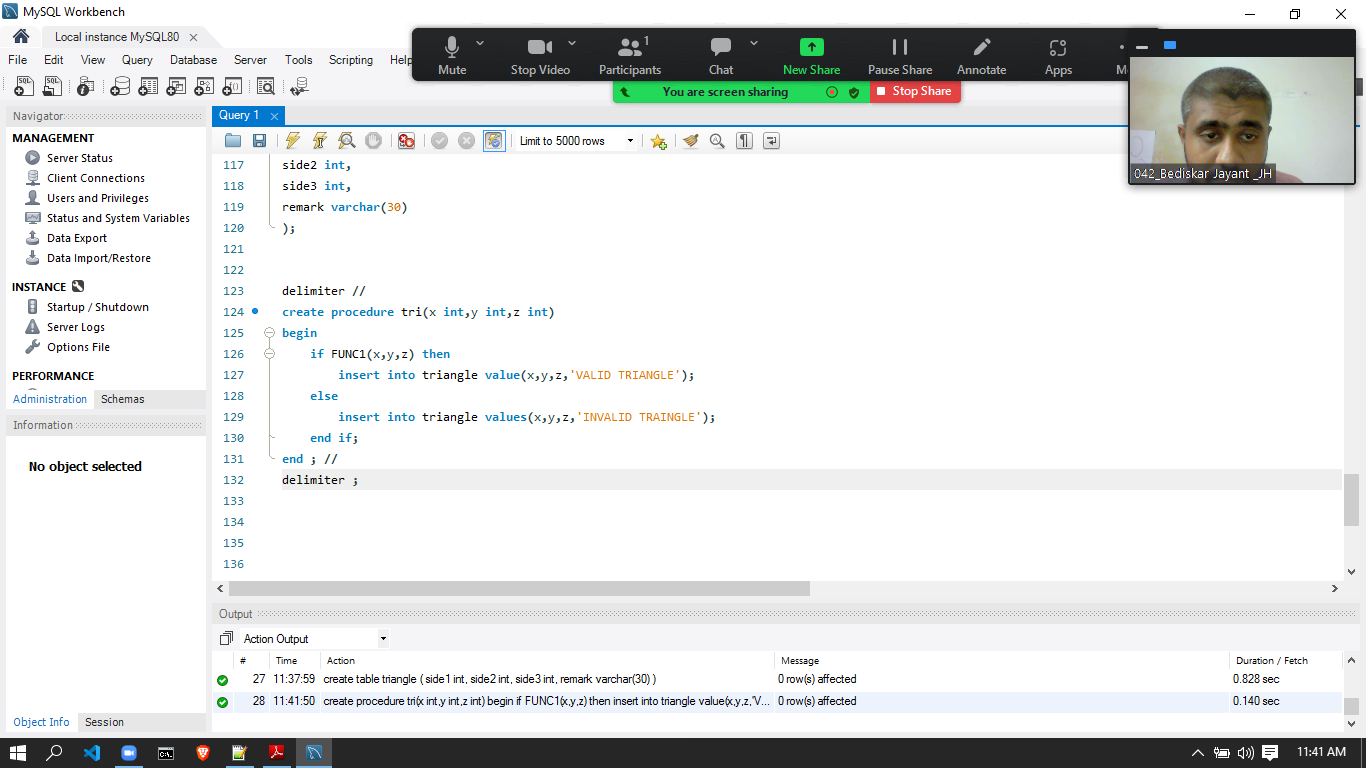 MySQL Workbench
Local instance MySQL80
File Edit View Query Database Server Tools Scripting Help
Mute
Stop Video
Participants
1
Chat
New Share
Pause Share
Annotate
Apps
You are screen sharing
Stop Share
042_Bediskar Jayant _JH
Navigator
MANAGEMENT
Server Status
Client Connections
Users and Privileges
Status and System Variables
Data Export
Data Import/Restore
INSTANCE
Startup / Shutdown
Server Logs
Options File
PERFORMANCE
Administration Schemas
Information
No object selected
Object Info Session
Query 1
Limit to 5000 rows
117 side2 int,
118 side3 int,
119 remark varchar(30)
120 );
121
122
123 delimiter //
124 create procedure tri(x int,y int,z int)
125 begin
126 if FUNC1(x,y,z) then
127 insert into triangle value(x,y,z,'VALID TRIANGLE');
128 else
129 insert into triangle values(x,y,z,'INVALID TRAINGLE');
130 end if;
131 end ; //
132 delimiter ;
133
134
135
136
Output
Action Output
# Time Action Message Duration / Fetch
27 11:37:59 create table triangle ( side1 int, side2 int, side3 int, remark varchar(30) ) 0 row(s) affected 0.828 sec
28 11:41:50 create procedure tri(x int,y int,z int) begin if FUNC1(x,y,z) then insert into triangle value(x,y,z,'V... 0 row(s) affected 0.140 sec
11:41 AM